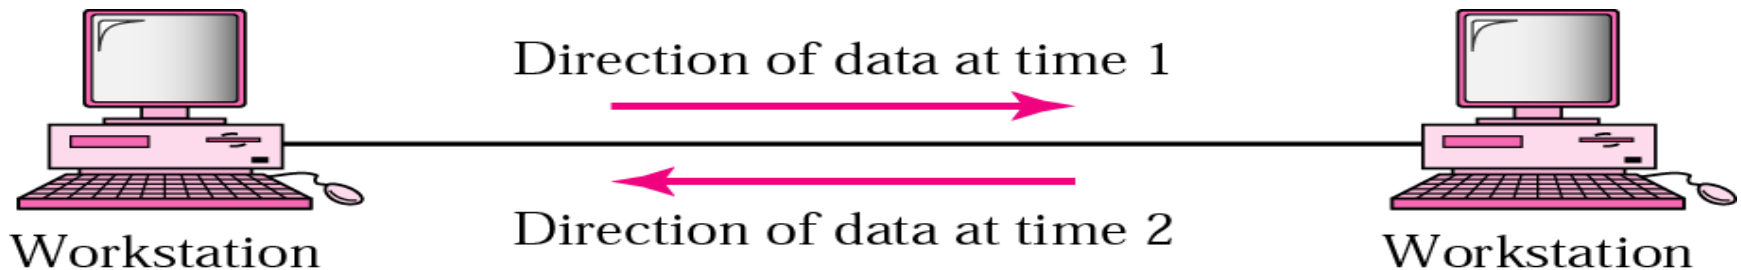 Direction of data at time 1
Direction of data at time 2
Workstation
Workstation